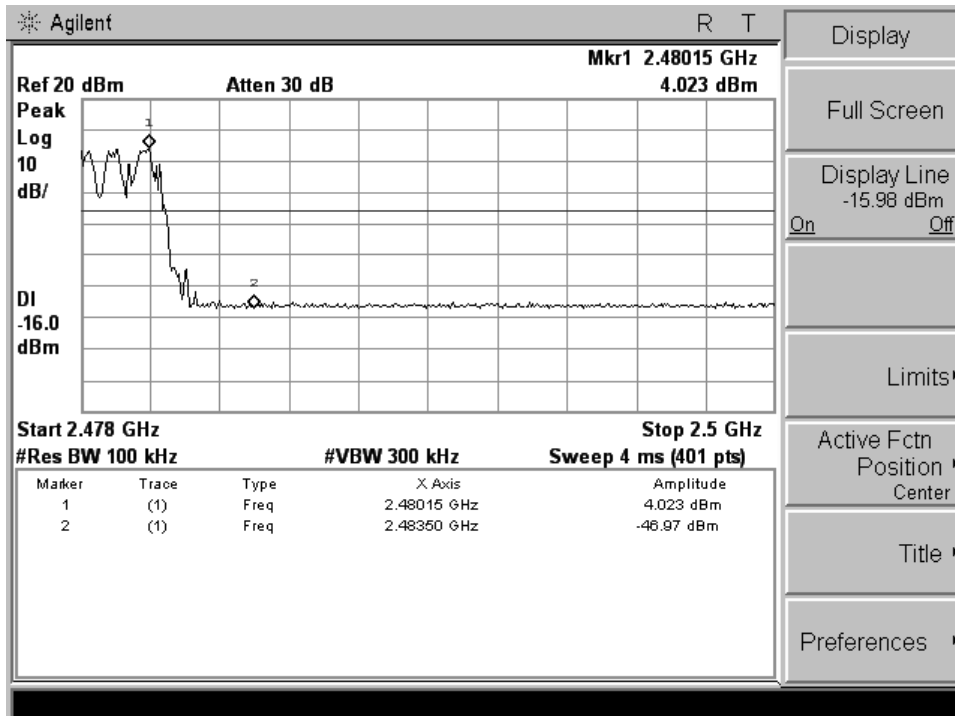 Agilent
R T
Mkr1 2.48015 GHz
Ref 20 dBm Atten 30 dB 4.023 dBm
Peak
Log
10
dB/
1
2
DI
-16.0
dBm
Start 2.478 GHz Stop 2.5 GHz
#Res BW 100 kHz #VBW 300 kHz Sweep 4 ms (401 pts)
Marker Trace Type X Axis Amplitude
1 (1) Freq 2.48015 GHz 4.023 dBm
2 (1) Freq 2.48350 GHz -46.97 dBm
Display
Full Screen
Display Line
-15.98 dBm
On Off
Limits
Active Fctn
Position
Center
Title
Preferences